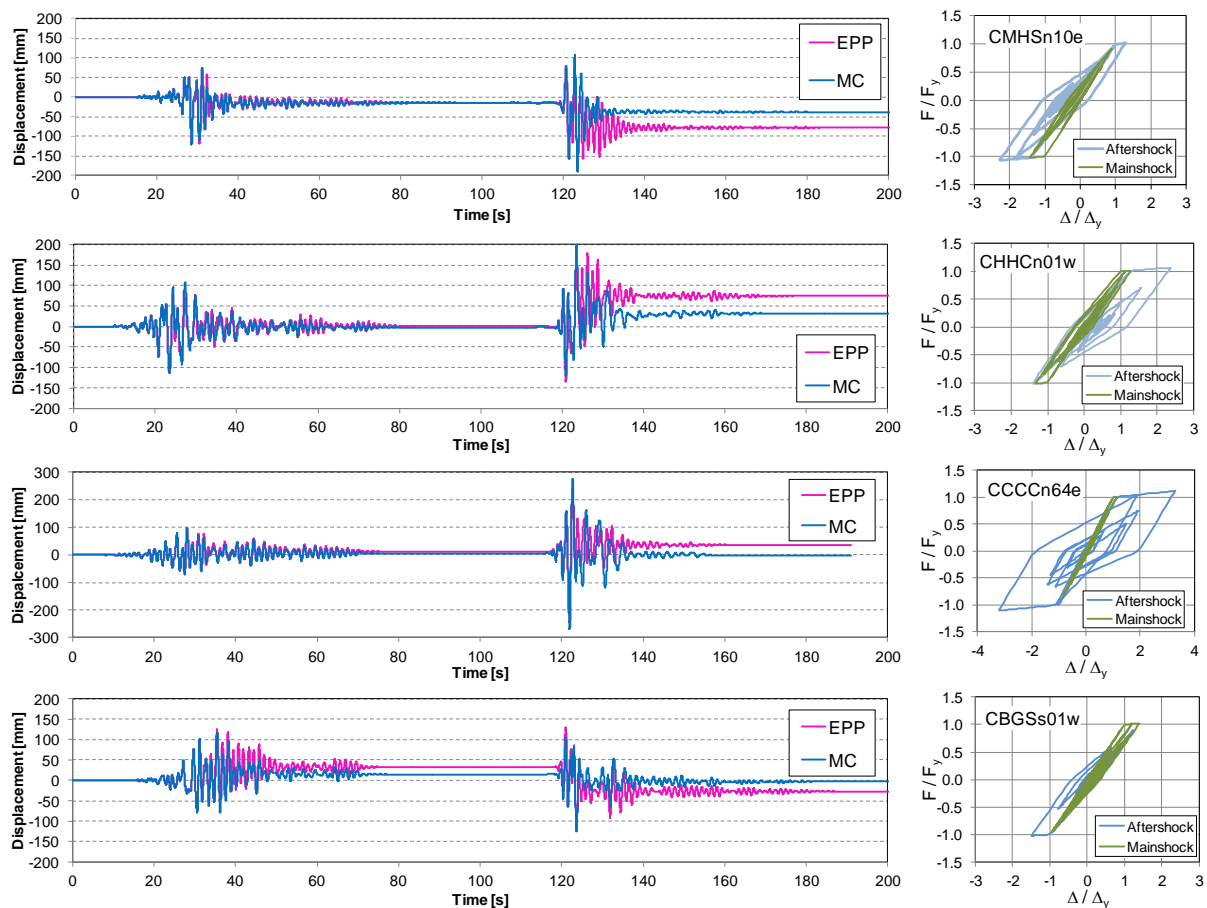 200
150
100
50
0
-50
-100
-150
-200
Displacement [mm]
EPP
MC
0 20 40 60 80 100 120 140 160 180 200
Time [s]
1.5
1.0
0.5
0.0
-0.5
-1.0
-1.5
F / Fy
CMHSn10e
Aftershock
Mainshock
-3 -2 -1 0 1 2 3
Δ / Δy
200
150
100
50
0
-50
-100
-150
-200
Displacement [mm]
EPP
MC
0 20 40 60 80 100 120 140 160 180 200
Time [s]
1.5
1.0
0.5
0.0
-0.5
-1.0
-1.5
F / Fy
CHHCn01w
Aftershock
Mainshock
-3 -2 -1 0 1 2 3
Δ / Δy
300
200
100
0
-100
-200
-300
Dispalcement [mm]
EPP
MC
0 20 40 60 80 100 120 140 160 180 200
Time [s]
1.5
1.0
0.5
0.0
-0.5
-1.0
-1.5
F / Fy
CCCCn64e
Aftershock
Mainshock
-4 -2 0 2 4
Δ / Δy
200
150
100
50
0
-50
-100
-150
-200
Displacement [mm]
EPP
MC
0 20 40 60 80 100 120 140 160 180 200
Time [s]
1.5
1.0
0.5
0.0
-0.5
-1.0
-1.5
F / Fy
CBGSs01w
Aftershock
Mainshock
-3 -2 -1 0 1 2 3
Δ / Δy